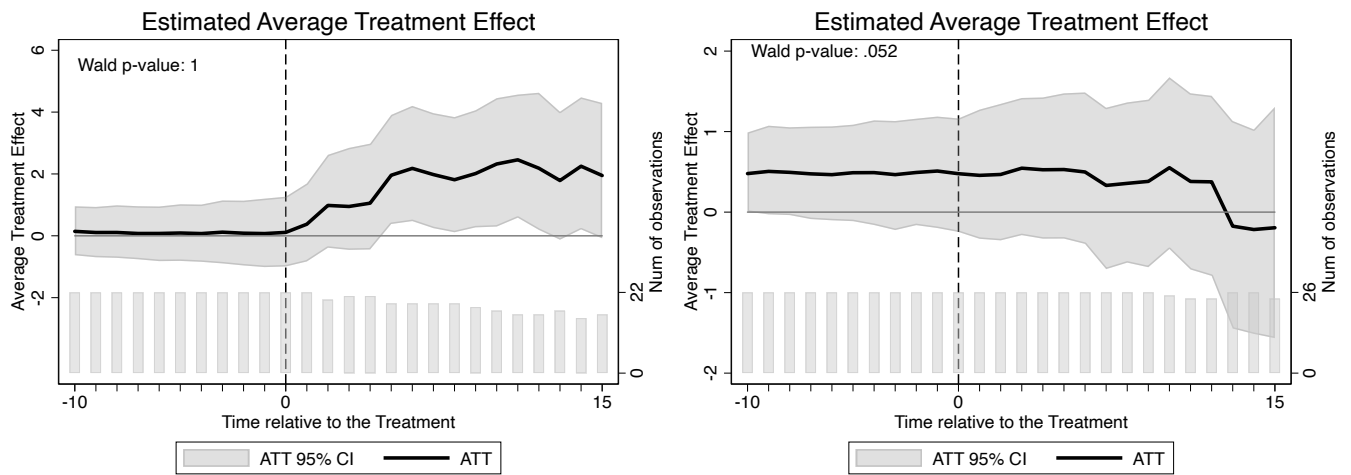 Estimated Average Treatment Effect
Wald p-value: 1
Average Treatment Effect
6
4
2
0
-2
Num of observations
22
0
-10
0
15
Time relative to the Treatment
ATT 95% CI
ATT
Estimated Average Treatment Effect
Wald p-value: .052
Average Treatment Effect
2
1
0
-1
-2
Num of observations
26
0
-10
0
15
Time relative to the Treatment
ATT 95% CI
ATT